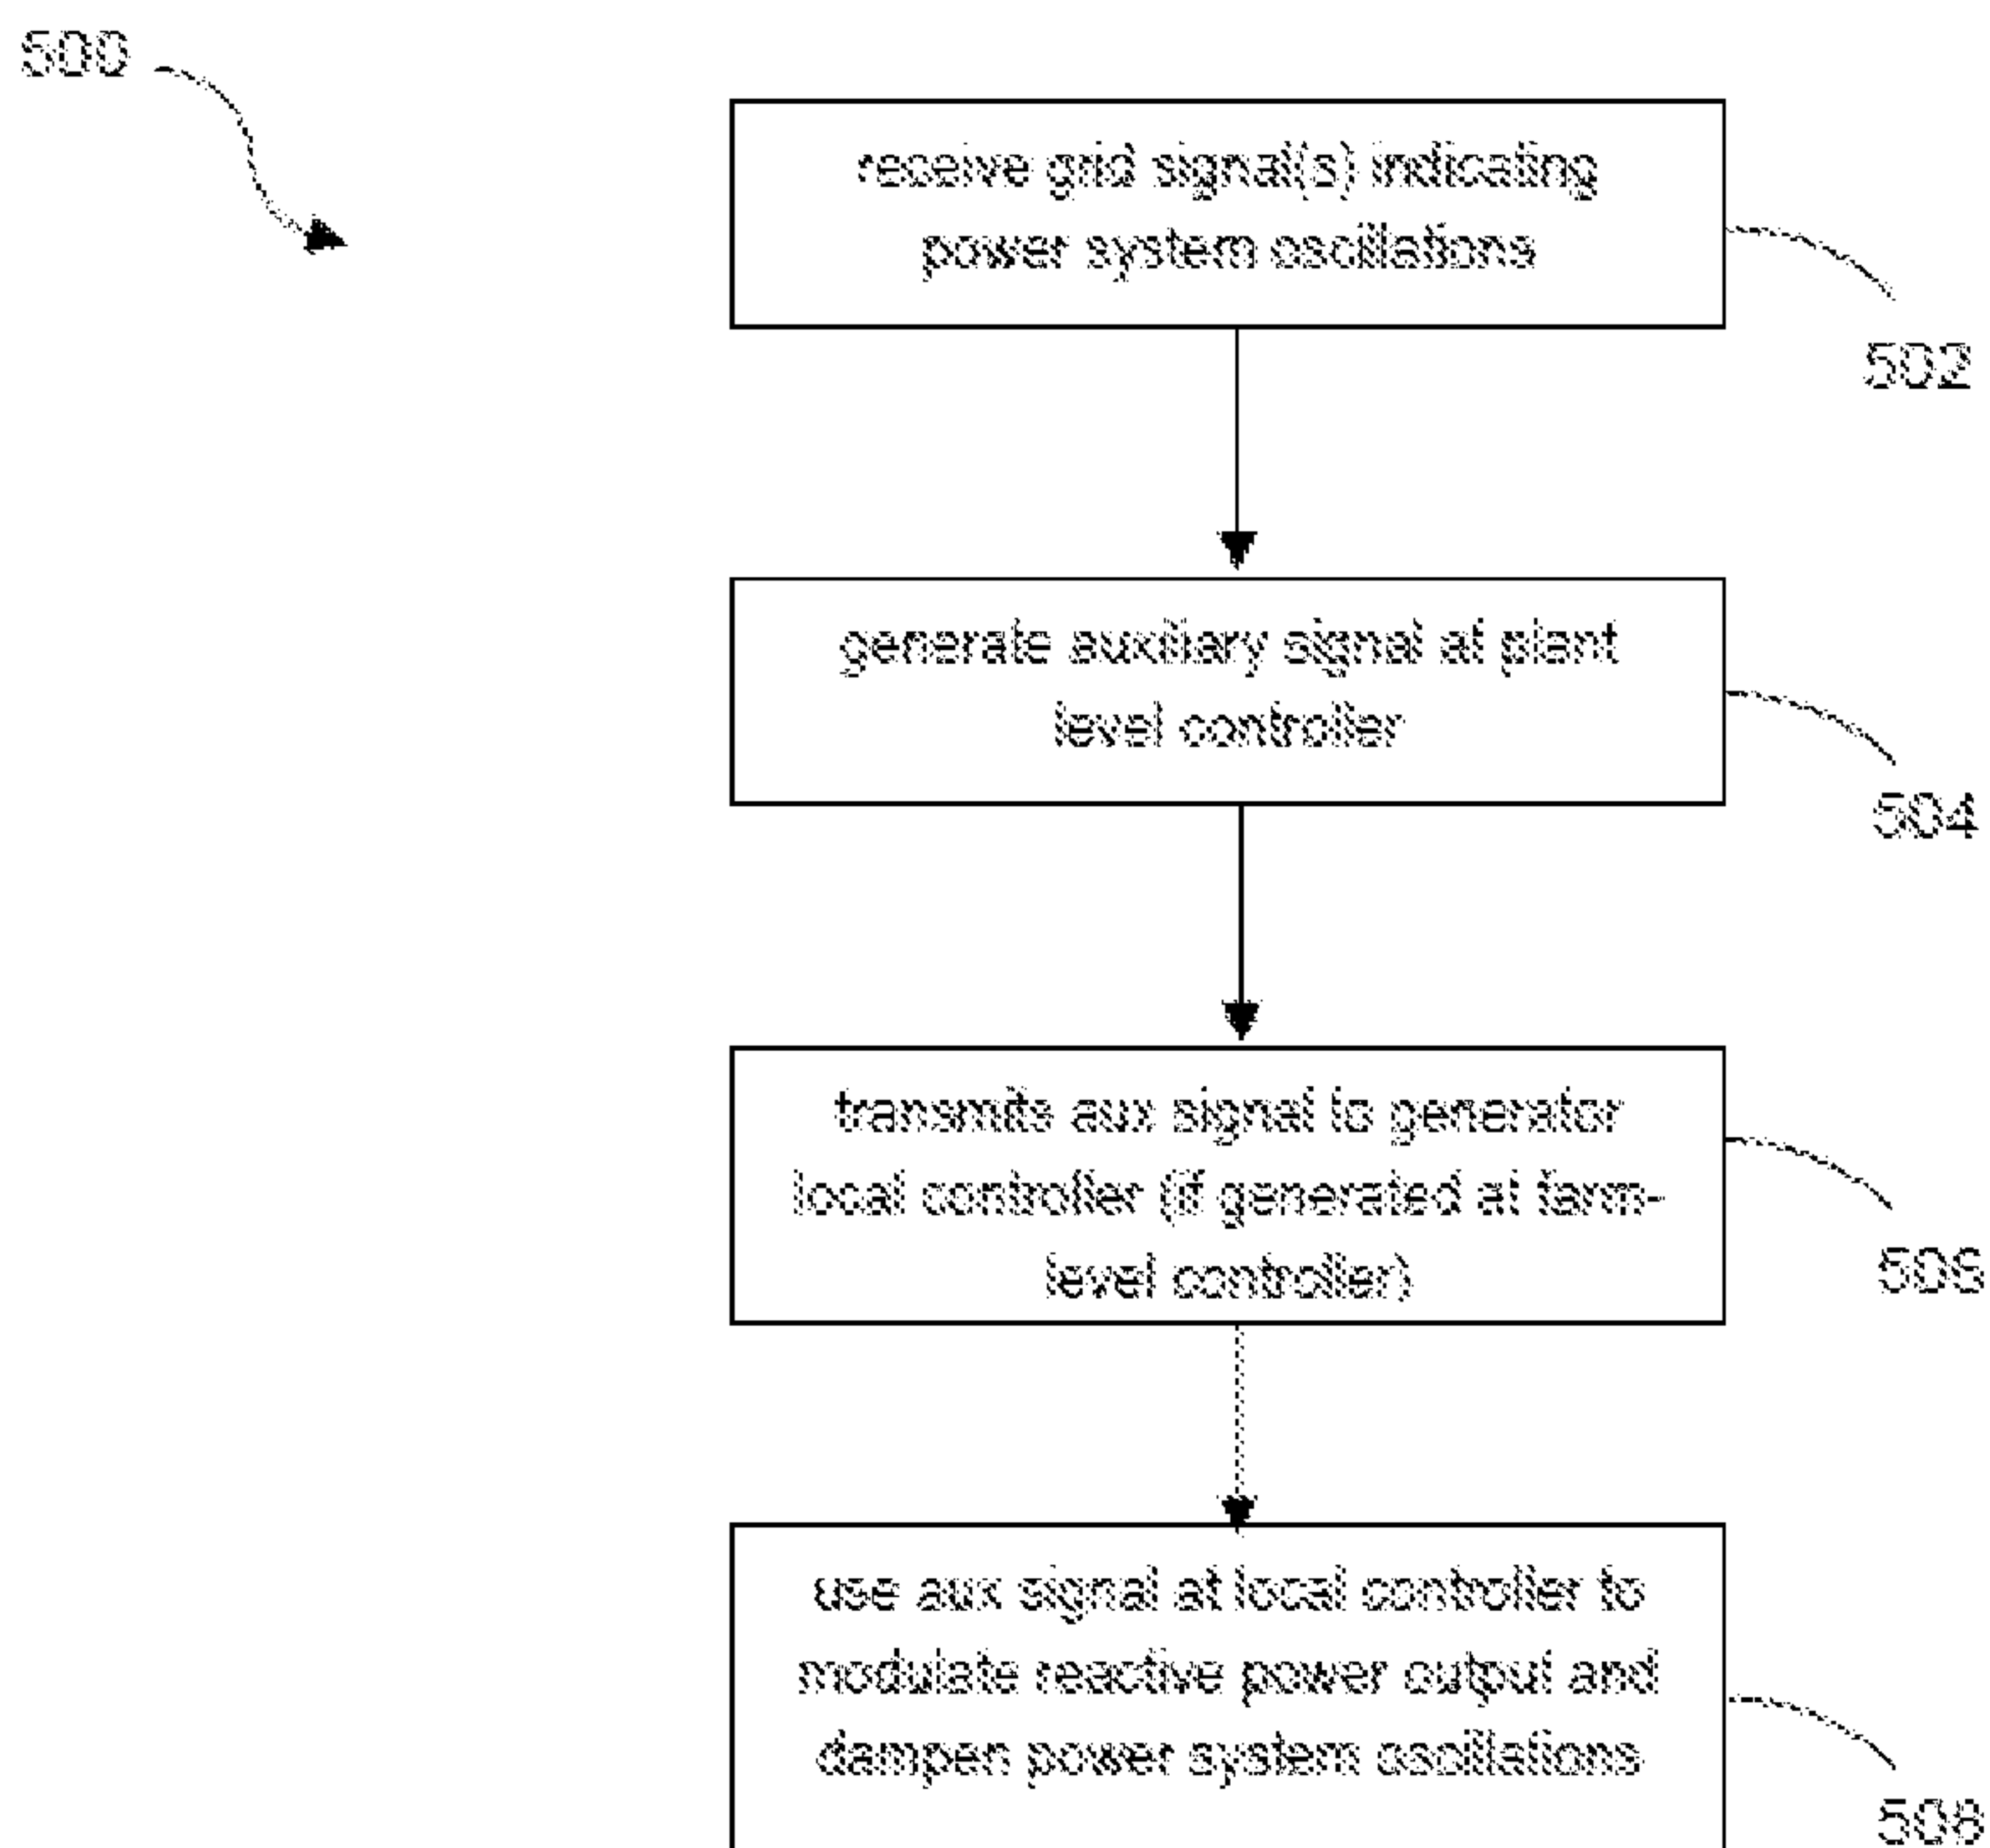 500
receive grid signal(s) indicating
power system oscillations
502
generate auxiliary signal at plant
level controller
504
transmits aux signal to generator
local controller (if generated at farm-
level controller)
506
use aux signal at local controller to
modulate reactive power output and
dampen power system oscillations
508